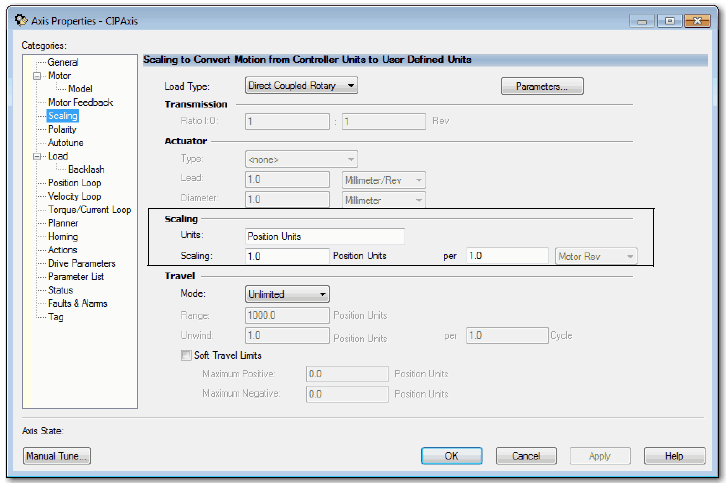 Axis Properties - CIPAxis
Categories:
General
Motor
Model
Motor Feedback
Scaling
Polarity
Autotune
Load
Backlash
Position Loop
Velocity Loop
Torque/Current Loop
Planner
Homing
Actions
Drive Parameters
Parameter List
Status
Faults & Alarms
Tag
Scaling to Convert Motion from Controller Units to User Defined Units
Load Type: Direct Coupled Rotary Parameters...
Transmission
Ratio I:O: 1 : 1 Rev
Actuator
Type: <none>
Lead: 1.0 Millimeter/Rev
Diameter: 1.0 Millimeter
Scaling
Units: Position Units
Scaling: 1.0 Position Units per 1.0 Motor Rev
Travel
Mode: Unlimited
Range: 1000.0 Position Units
Unwind: 1.0 Position Units per 1.0 Cycle
Soft Travel Limits
Maximum Positive: 0.0 Position Units
Maximum Negative: 0.0 Position Units
Axis State:
Manual Tune... OK Cancel Apply Help